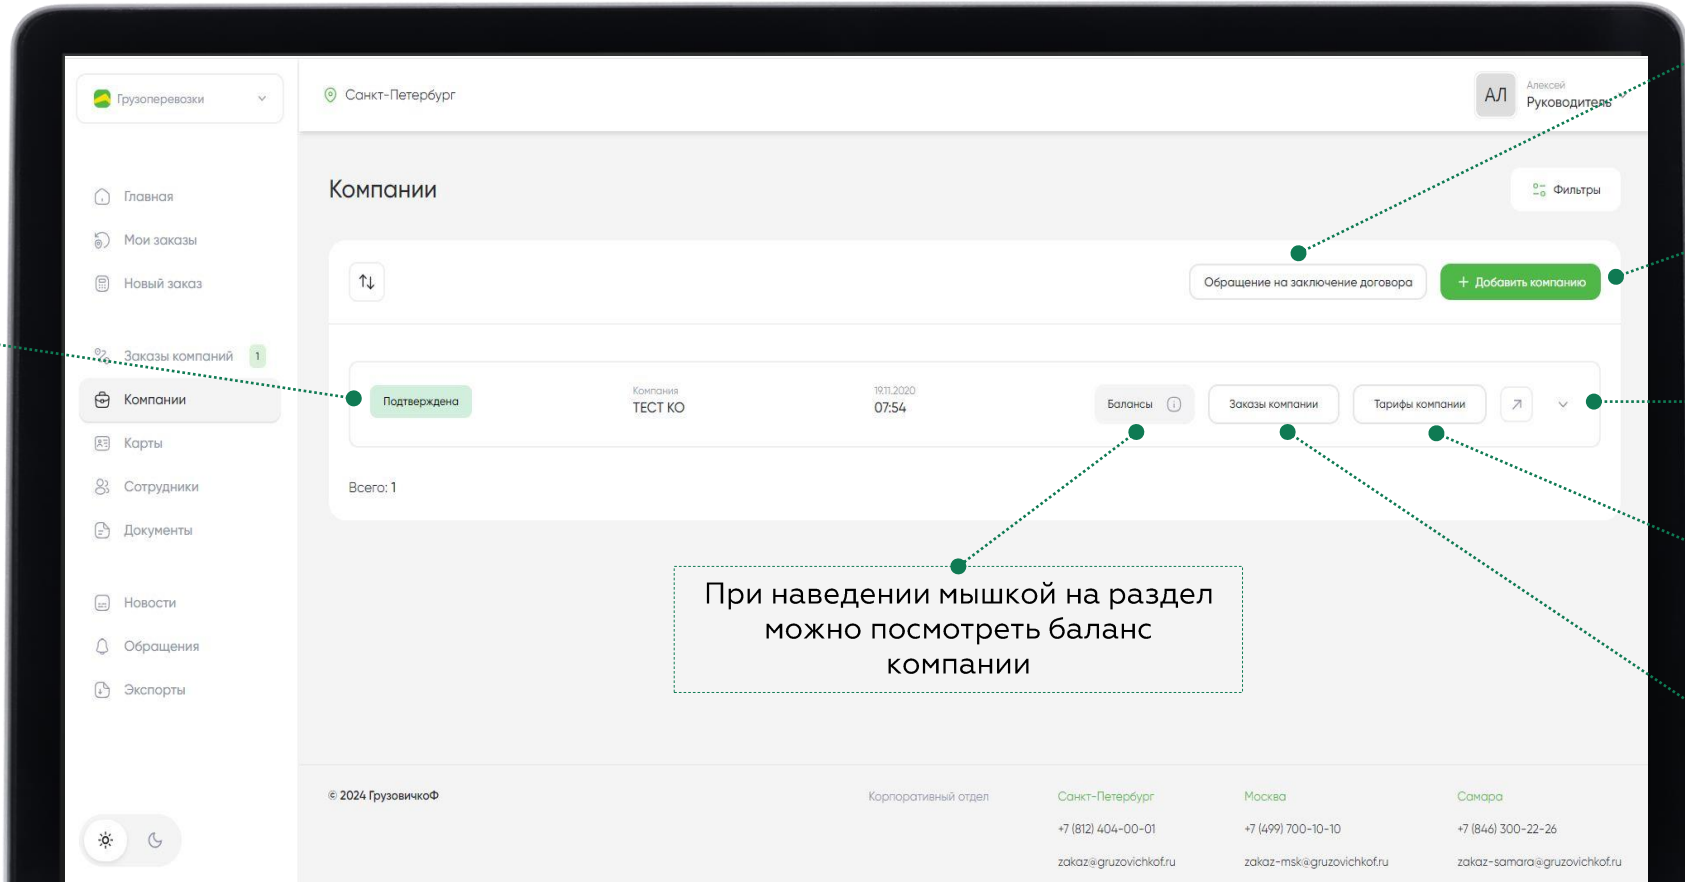 Грузоперевозки
Санкт-Петербург
АЛ
Алексей
Руководитель
Главная
Мои заказы
Новый заказ
Заказы компаний 1
Компании
Карты
Сотрудники
Документы
Новости
Обращения
Экспорты
Компании
Фильтры
Обращение на заключение договора
+ Добавить компанию
Подтверждена
Компания
ТЕСТ КО
19.11.2020
07:54
Балансы
Заказы компании
Тарифы компании
Всего: 1
При наведении мышкой на раздел
можно посмотреть баланс
компании
© 2024 ГрузовичкоФ
Корпоративный отдел
Санкт-Петербург
+7 (812) 404-00-01
zakaz@gruzovichkof.ru
Москва
+7 (499) 700-10-10
zakaz-msk@gruzovichkof.ru
Самара
+7 (846) 300-22-26
zakaz-samara@gruzovichkof.ru